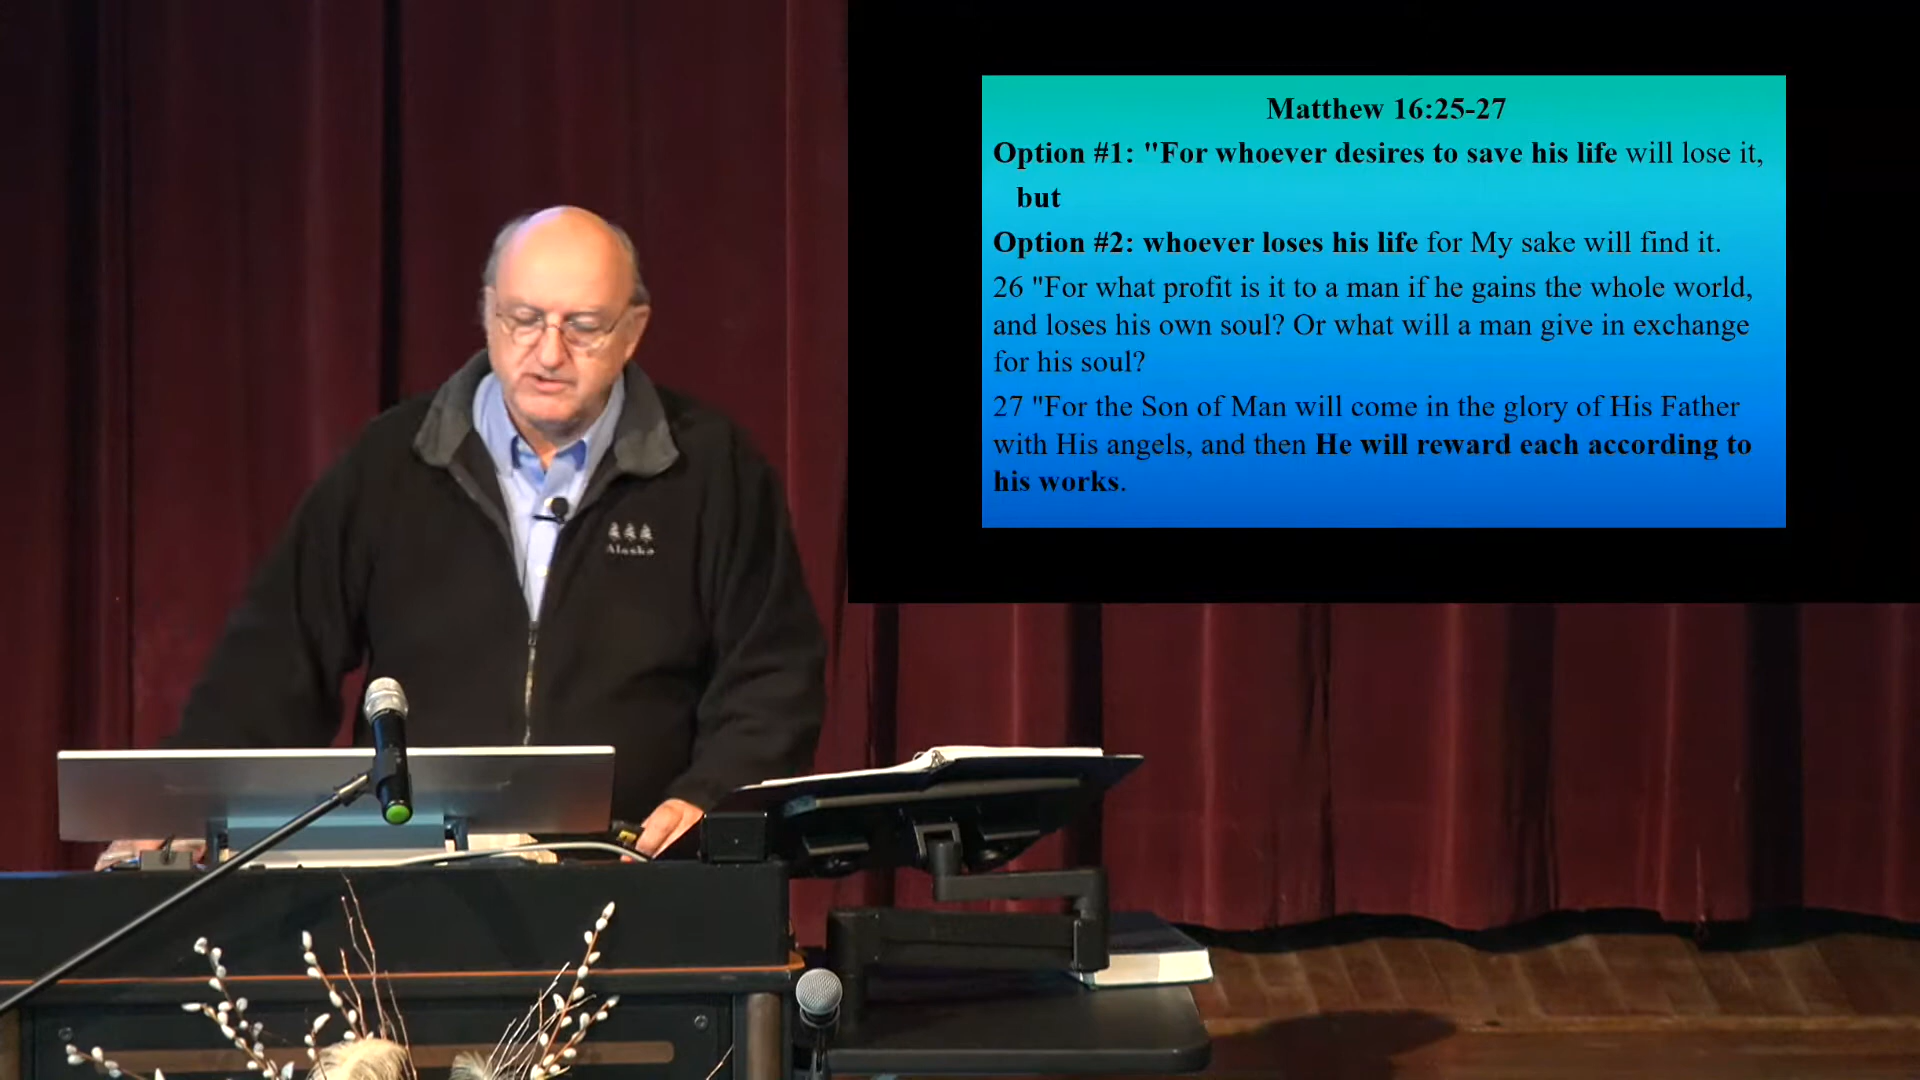 Matthew 16:25-27
Option #1: "For whoever desires to save his life will lose it,
but
Option #2: whoever loses his life for My sake will find it.
26 "For what profit is it to a man if he gains the whole world,
and loses his own soul? Or what will a man give in exchange
for his soul?
27 "For the Son of Man will come in the glory of His Father
with His angels, and then He will reward each according to
his works.
Alaska